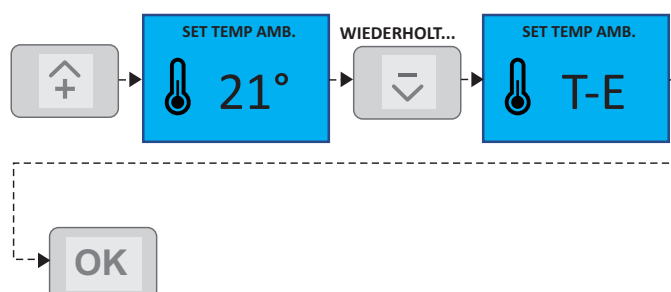 SET TEMP AMB.
21°
WIEDERHOLT...
SET TEMP AMB.
T-E
OK